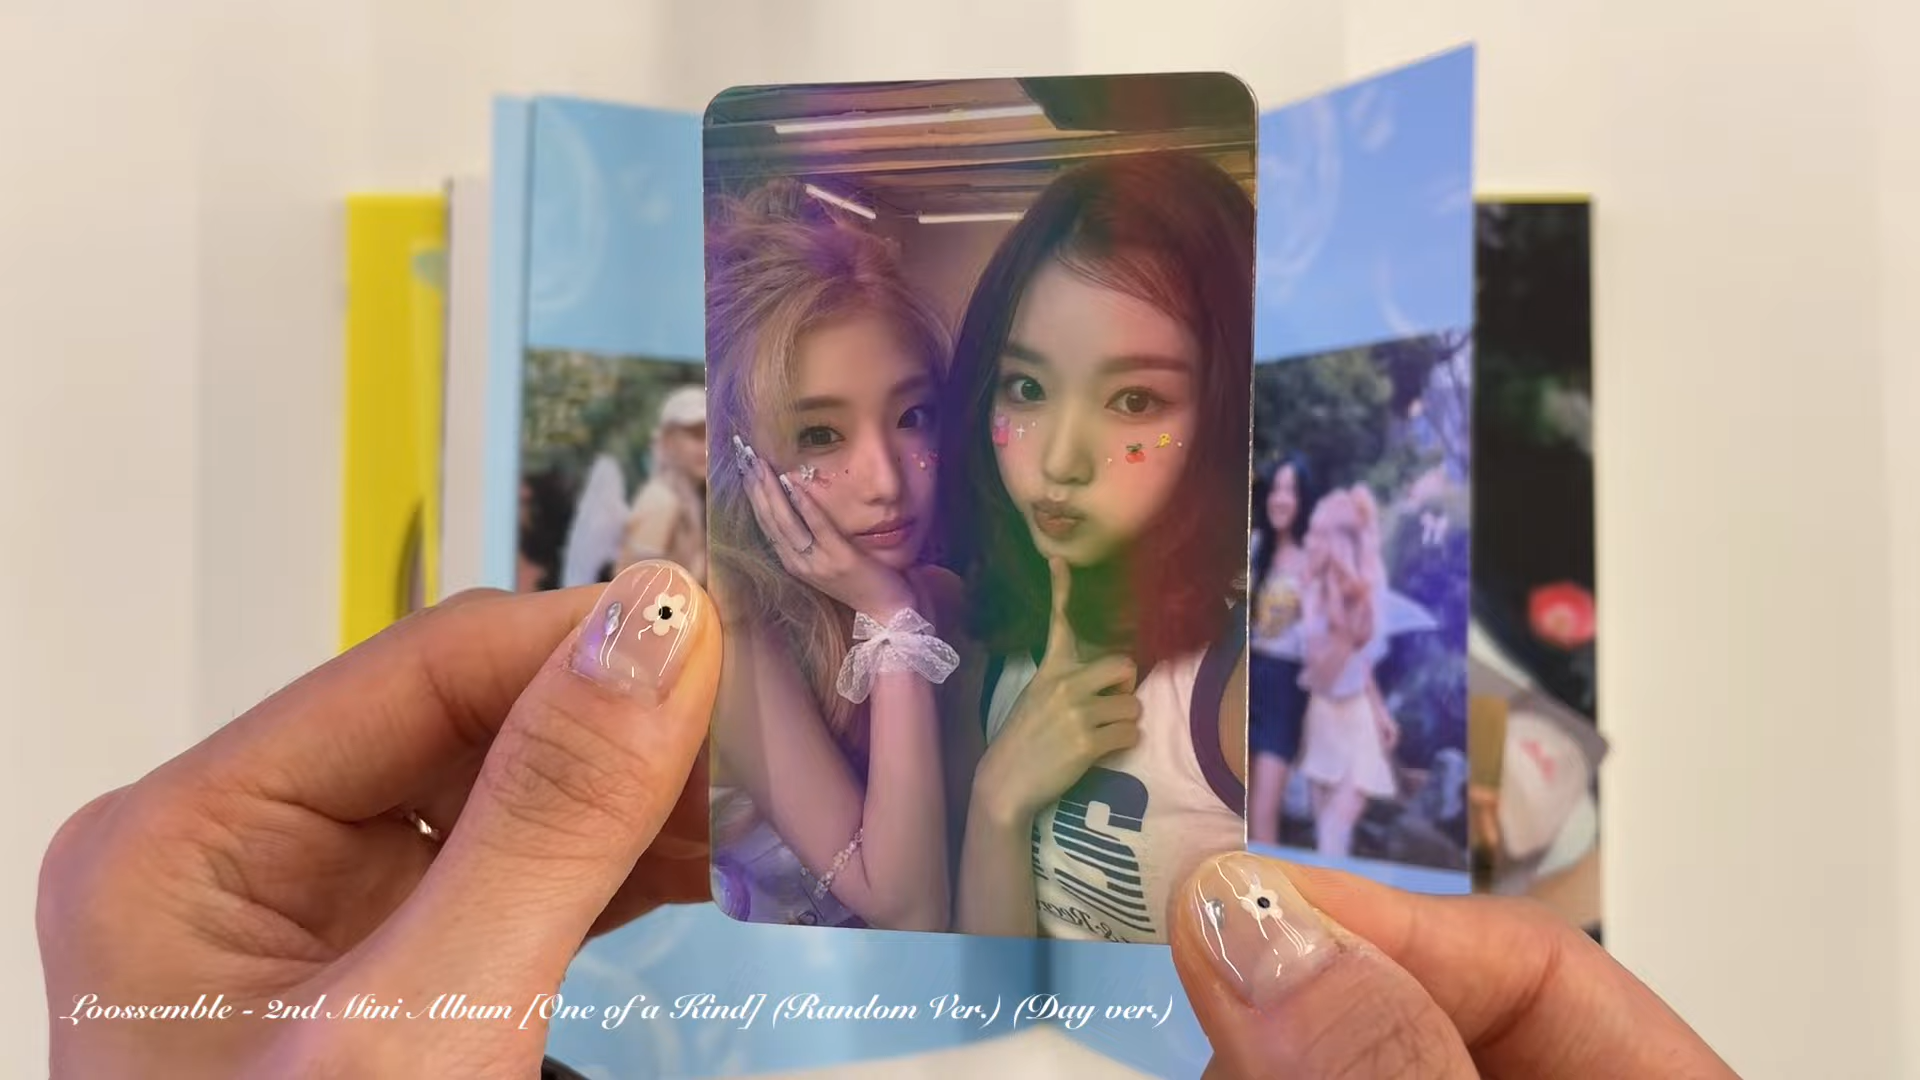 Loossemble - 2nd Mini Album [One of a Kind] (Random Ver.) (Day ver.)